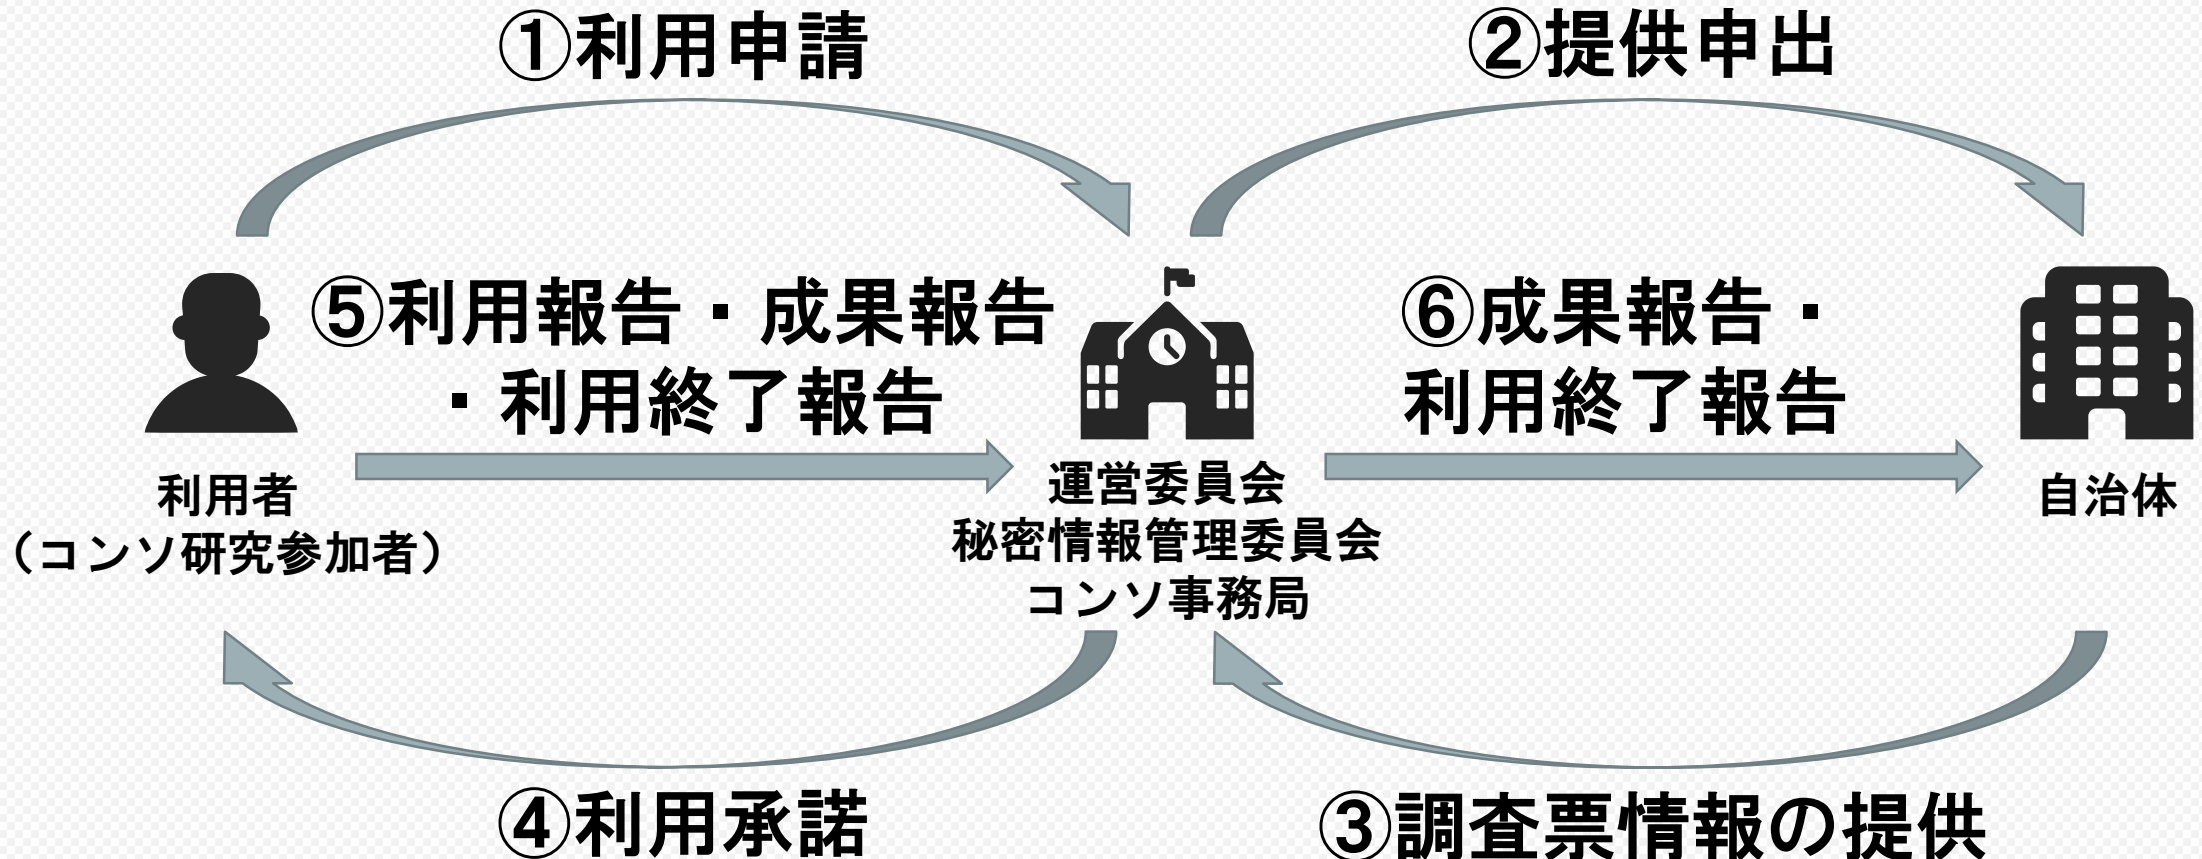 ①利用申請
②提供申出
⑤利用報告・成果報告
・利用終了報告
⑥成果報告・
利用終了報告
利用者
（コンソ研究参加者）
運営委員会
秘密情報管理委員会
コンソ事務局
自治体
④利用承諾
③調査票情報の提供